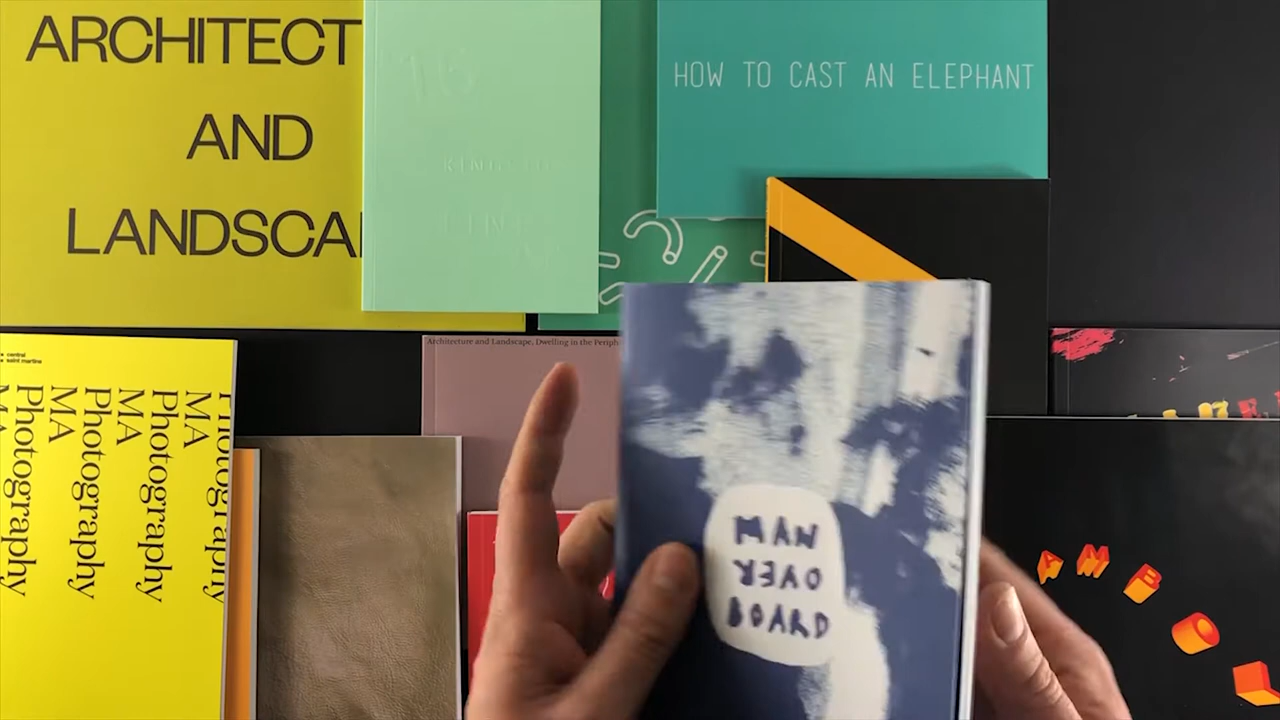 ARCHITECT
AND
LANDSCA
HOW TO CAST AN ELEPHANT
Architecture and Landscape, Dwelling in the Periph
central
saint martins
Photography
MA
Photography
MA
Photography
MA
Photography
MA
MAN
OVER
BOARD
AMBO